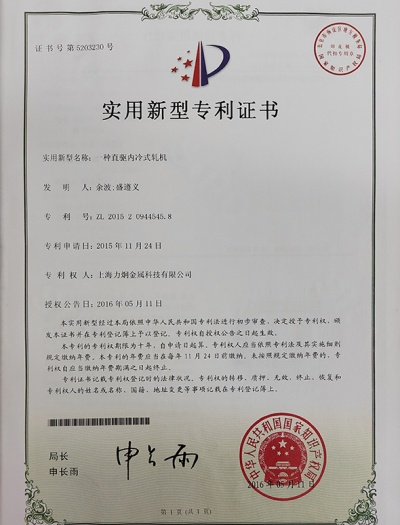 证书号第5203230号
实用新型专利证书
实用新型名称：一种直驱内冷式轧机
发 明 人：余波;盛遵义
专 利 号：ZL 2015 2 0944545.8
专利申请日：2015年11月24日
专 利 权 人：上海力炯金属科技有限公司
授权公告日：2016年05月11日
本实用新型经过本局依照中华人民共和国专利法进行初步审查，决定授予专利权，颁
发本证书并在专利登记簿上予以登记。专利权自授权公告之日起生效。
本专利的专利权期限为十年，自申请日起算。专利权人应当依照专利法及其实施细则
规定缴纳年费。本专利的年费应当在每年11月24日前缴纳。未按照规定缴纳年费的，专
利权自应当缴纳年费期满之日起终止。
专利证书记载专利权登记时的法律状况。专利权的转移、质押、无效、终止、恢复和
专利权人的姓名或名称、国籍、地址变更等事项记载在专利登记簿上。
局长
申长雨
中华人民共和国国家知识产权局
2016年05月11日
第1页(共1页)